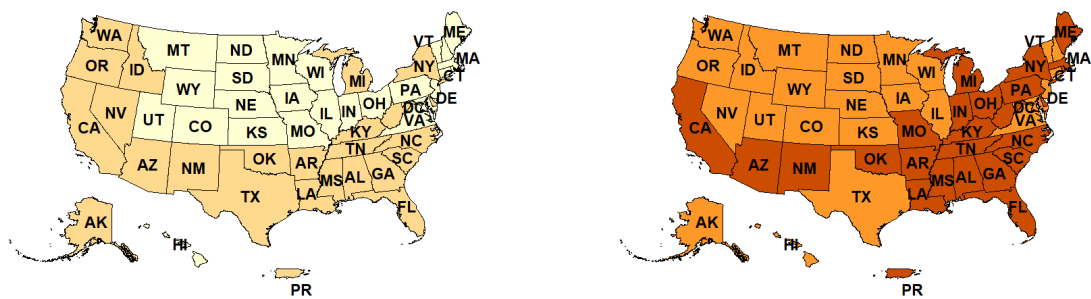 WA
MT
ND
MN
VT
ME
OR
ID
SD
WI
NY
MA
WY
MI
CT
NE
IA
PA
NV
UT
CO
IL
IN
OH
DC
DE
CA
KS
MO
KY
VA
AZ
NM
OK
AR
TN
NC
SC
TX
LA
MS
AL
GA
FL
AK
HI
PR
WA
MT
ND
MN
VT
ME
OR
ID
SD
WI
NY
MA
WY
MI
CT
NE
IA
PA
NV
UT
CO
IL
IN
OH
DC
DE
CA
KS
MO
KY
VA
AZ
NM
OK
AR
TN
NC
SC
TX
LA
MS
AL
GA
FL
AK
HI
PR